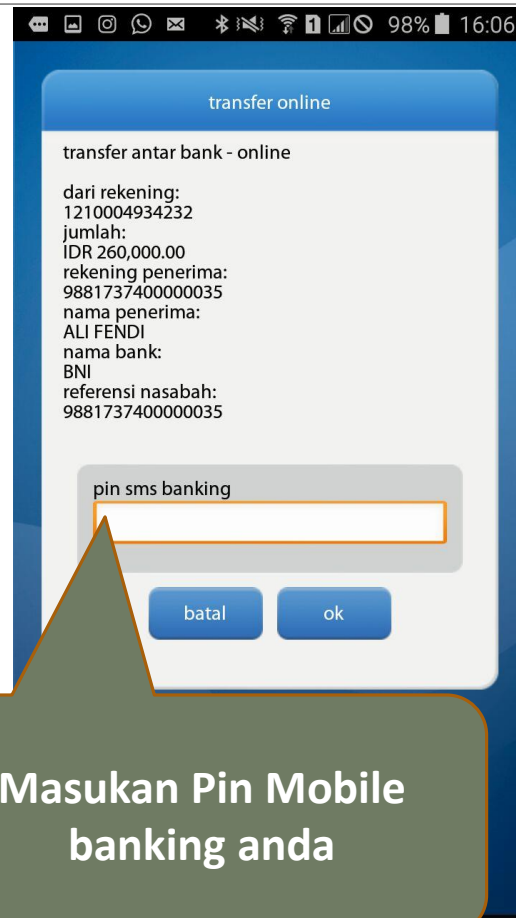 98% 16:06
transfer online
transfer antar bank - online
dari rekening:
1210004934232
jumlah:
IDR 260,000.00
rekening penerima:
9881737400000035
nama penerima:
ALI FENDI
nama bank:
BNI
referensi nasabah:
9881737400000035
pin sms banking
batal ok
Masukan Pin Mobile
banking anda